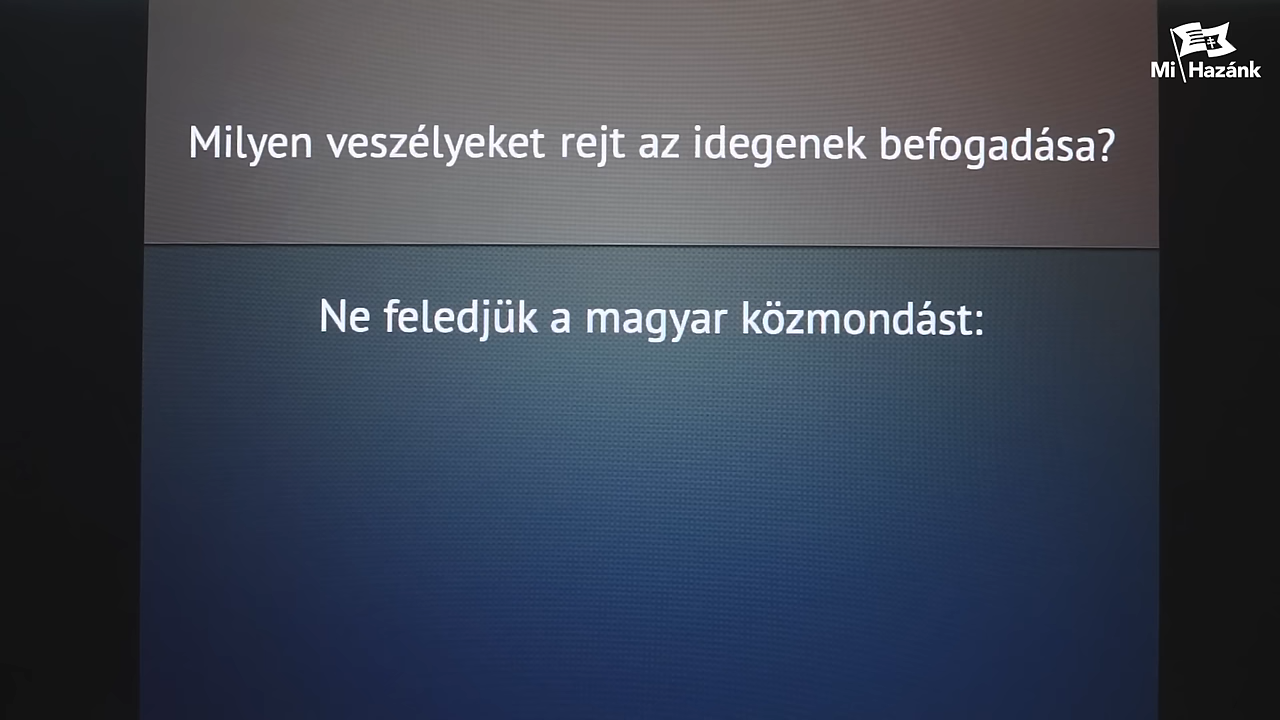 Mi Hazánk
Milyen veszélyeket rejt az idegenek befogadása?
Ne feledjük a magyar közmondást: